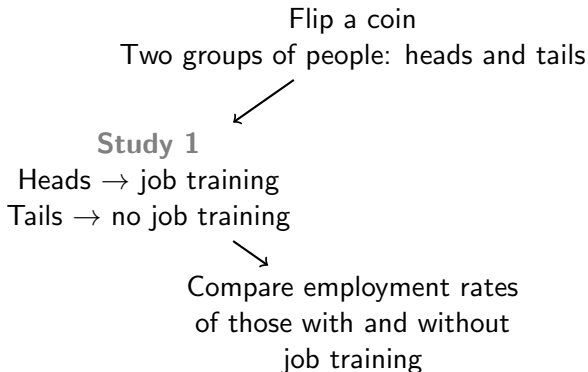 Flip a coin
Two groups of people: heads and tails
Study 1
Heads → job training
Tails → no job training
Compare employment rates
of those with and without
job training